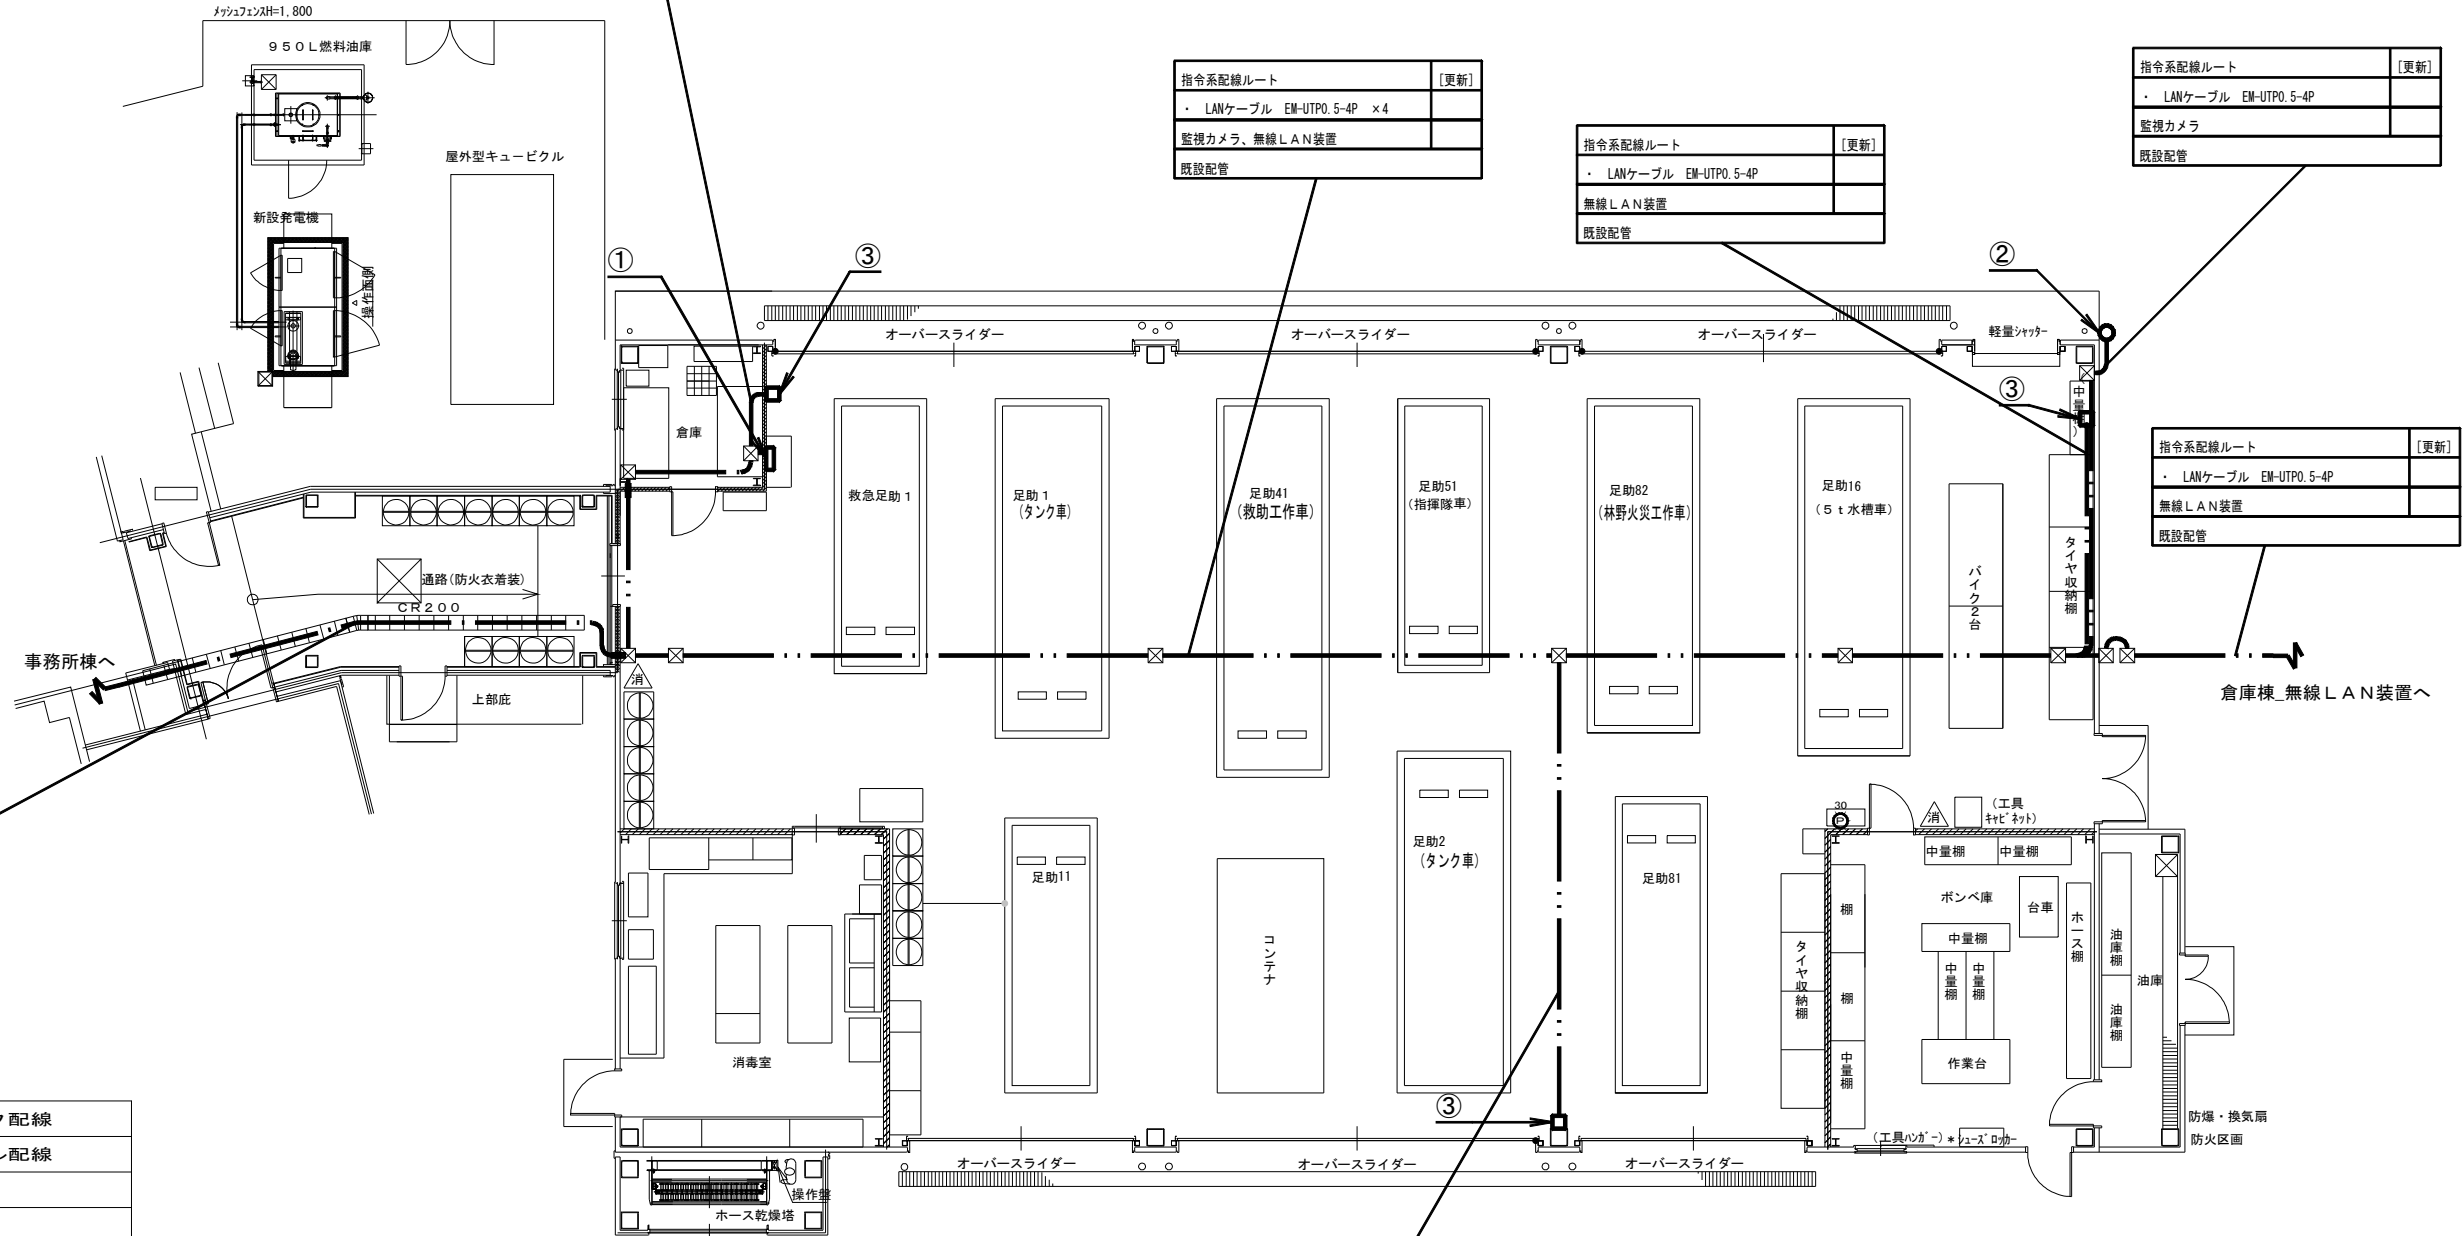 メッシュフェンスH=1,800
950L燃料油庫
屋外型キュービクル
新設発電機
操作面側
指令系配線ルート [更新]
・ LANケーブル EM-UTP0.5-4P ×4
監視カメラ、無線LAN装置
既設配管
指令系配線ルート [更新]
・ LANケーブル EM-UTP0.5-4P
無線LAN装置
既設配管
指令系配線ルート [更新]
・ LANケーブル EM-UTP0.5-4P
監視カメラ
既設配管
①
③
②
オーバースライダー
オーバースライダー
オーバースライダー
軽量シャッター
③
倉庫
救急足助1
足助1
(タンク車)
足助41
(救助工作車)
足助51
(指揮隊車)
足助82
(林野火災工作車)
足助16
(5t水槽車)
バイク2台
タイヤ収納棚
指令系配線ルート [更新]
・ LANケーブル EM-UTP0.5-4P
無線LAN装置
既設配管
通路(防火衣着装)
CR200
事務所棟へ
上部庇
消
倉庫棟_無線LAN装置へ
足助11
コンテナ
足助2
(タンク車)
足助81
タイヤ収納棚
30
P
消
(工具
キャビネット)
中量棚
中量棚
ボンベ庫
台車
ホース棚
棚
棚
中量棚
中量棚
中量棚
中量棚
作業台
油庫棚
油庫棚
油庫
消毒室
③
防爆・換気扇
防火区画
(工具ハンガー)
*シューズロッカー
オーバースライダー
オーバースライダー
オーバースライダー
操作盤
ホース乾燥塔
配線
配線